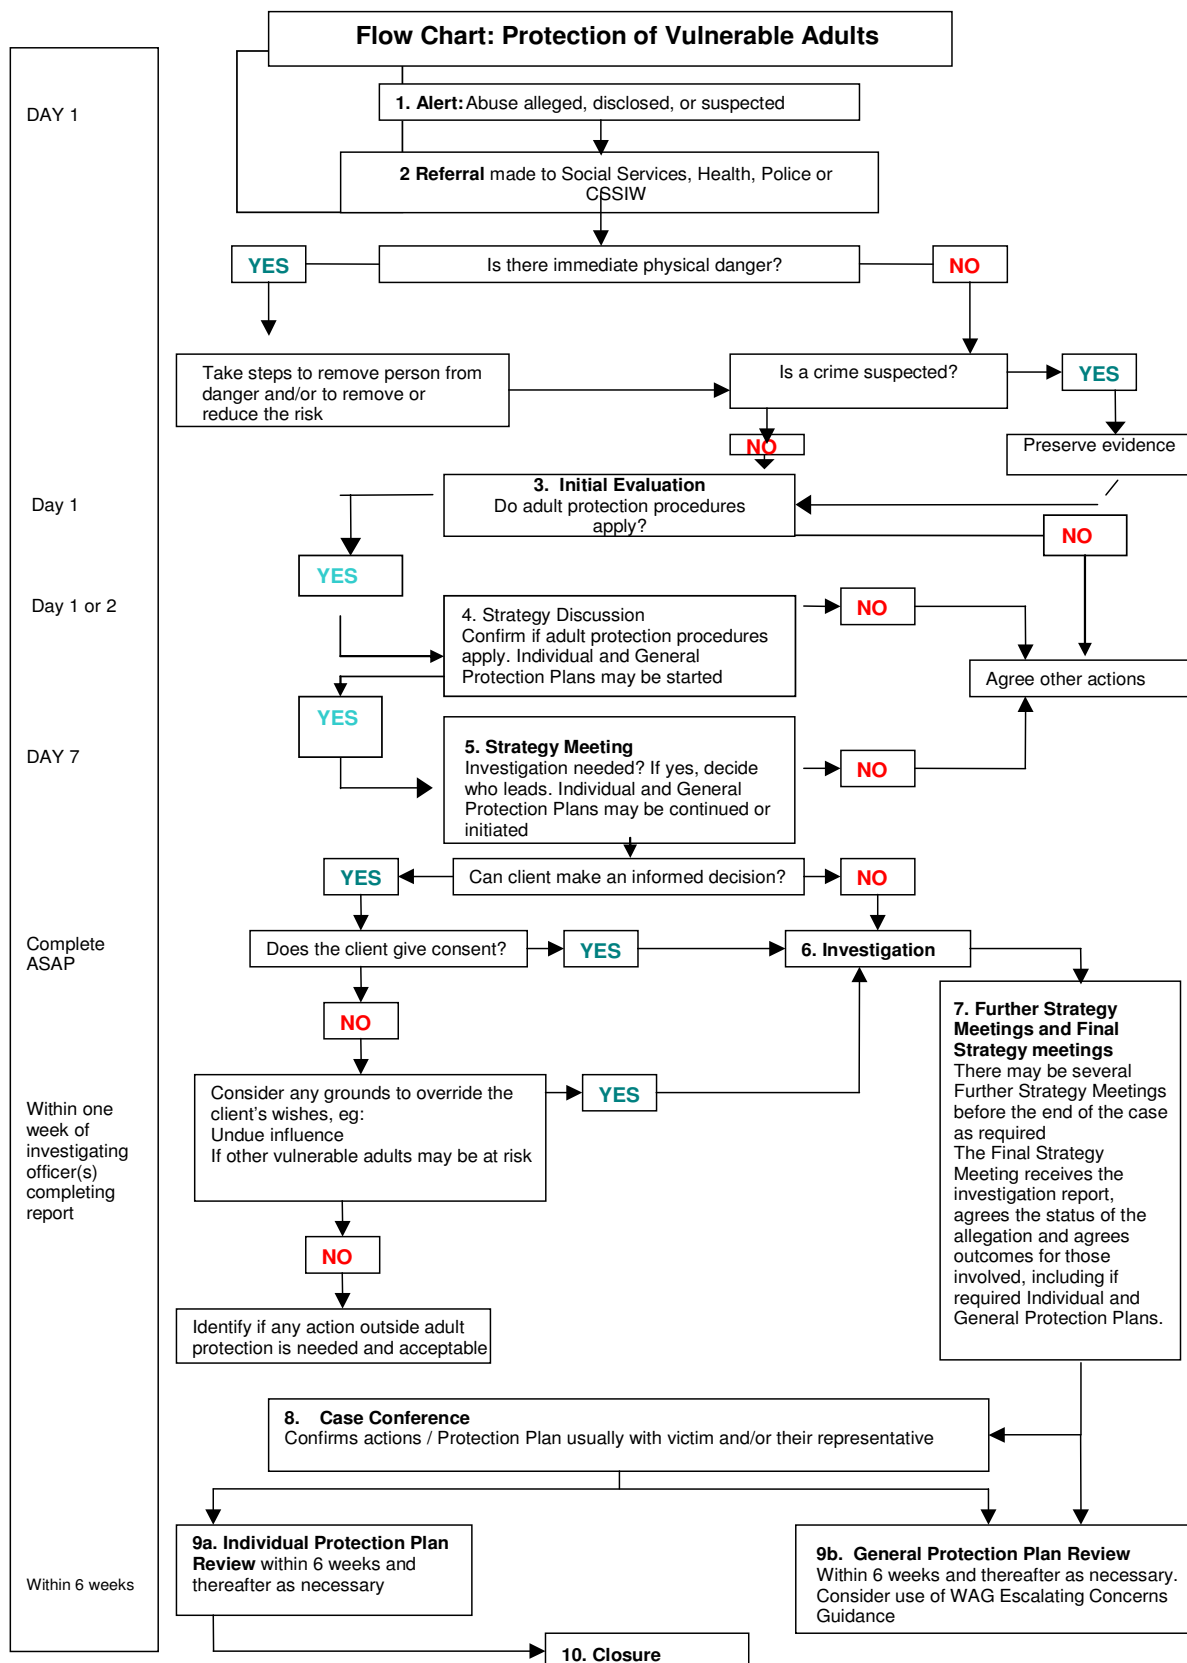 Flow Chart: Protection of Vulnerable Adults
DAY 1
1. Alert: Abuse alleged, disclosed, or suspected
2 Referral made to Social Services, Health, Police or
CSSIW
YES
Is there immediate physical danger?
NO
Take steps to remove person from
danger and/or to remove or
reduce the risk
Is a crime suspected?
YES
NO
Preserve evidence
Day 1
3. Initial Evaluation
Do adult protection procedures
apply?
NO
YES
Day 1 or 2
4. Strategy Discussion
Confirm if adult protection procedures
apply. Individual and General
Protection Plans may be started
NO
Agree other actions
YES
DAY 7
5. Strategy Meeting
Investigation needed? If yes, decide
who leads. Individual and General
Protection Plans may be continued or
initiated
NO
YES
Can client make an informed decision?
NO
Complete
ASAP
Does the client give consent?
YES
6. Investigation
NO
7. Further Strategy
Meetings and Final
Strategy meetings
There may be several
Further Strategy Meetings
before the end of the case
as required
The Final Strategy
Meeting receives the
investigation report,
agrees the status of the
allegation and agrees
outcomes for those
involved, including if
required Individual and
General Protection Plans.
Within one
week of
investigating
officer(s)
completing
report
Consider any grounds to override the
client's wishes, eg:
Undue influence
If other vulnerable adults may be at risk
YES
NO
Identify if any action outside adult
protection is needed and acceptable
8. Case Conference
Confirms actions / Protection Plan usually with victim and/or their representative
Within 6 weeks
9a. Individual Protection Plan
Review within 6 weeks and
thereafter as necessary
9b. General Protection Plan Review
Within 6 weeks and thereafter as necessary.
Consider use of WAG Escalating Concerns
Guidance
10. Closure